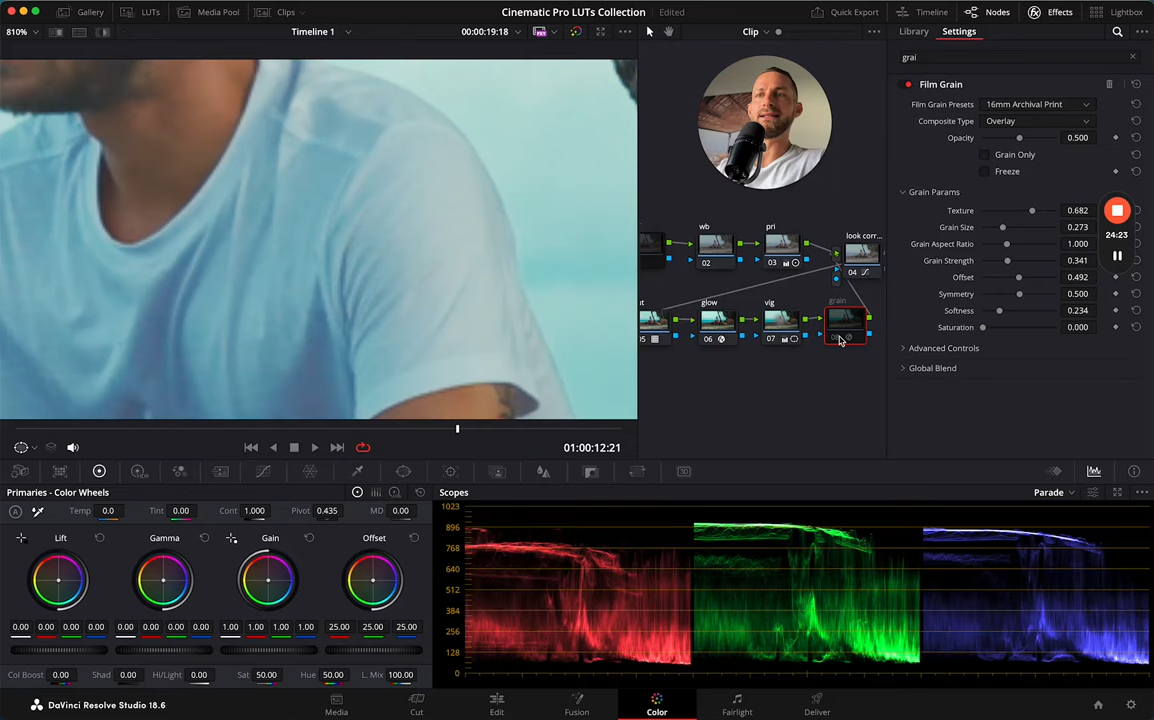 Gallery LUTs Media Pool Clips Cinematic Pro LUTs Collection Edited Quick Export Timeline Nodes Effects Lightbox
810% Timeline 1 00:00:19:18 Clip Library Settings
grai
Film Grain
Film Grain Presets 16mm Archival Print
Composite Type Overlay
Opacity 0.500
Grain Only
Freeze
Grain Params
Texture 0.682
Grain Size 0.273
24:23
Grain Aspect Ratio 1.000
Grain Strength 0.341
Offset 0.492
Symmetry 0.500
Softness 0.234
Saturation 0.000
Advanced Controls
Global Blend
wb pri look corr...
02 03 04
ut glow vig grain
05 06 07 08
01:00:12:21
Primaries - Color Wheels
Temp 0.0 Tint 0.00 Cont 1.000 Pivot 0.435 MD 0.00
Lift Gamma Gain Offset
0.00 0.00 0.00 0.00 0.00 0.00 0.00 0.00 1.00 1.00 1.00 1.00 25.00 25.00 25.00
Col Boost 0.00 Shad 0.00 Hi/Light 0.00 Sat 50.00 Hue 50.00 L. Mix 100.00
Scopes Parade
1023
896
768
640
512
384
256
128
0
DaVinci Resolve Studio 18.6
Media Cut Edit Fusion Color Fairlight Deliver